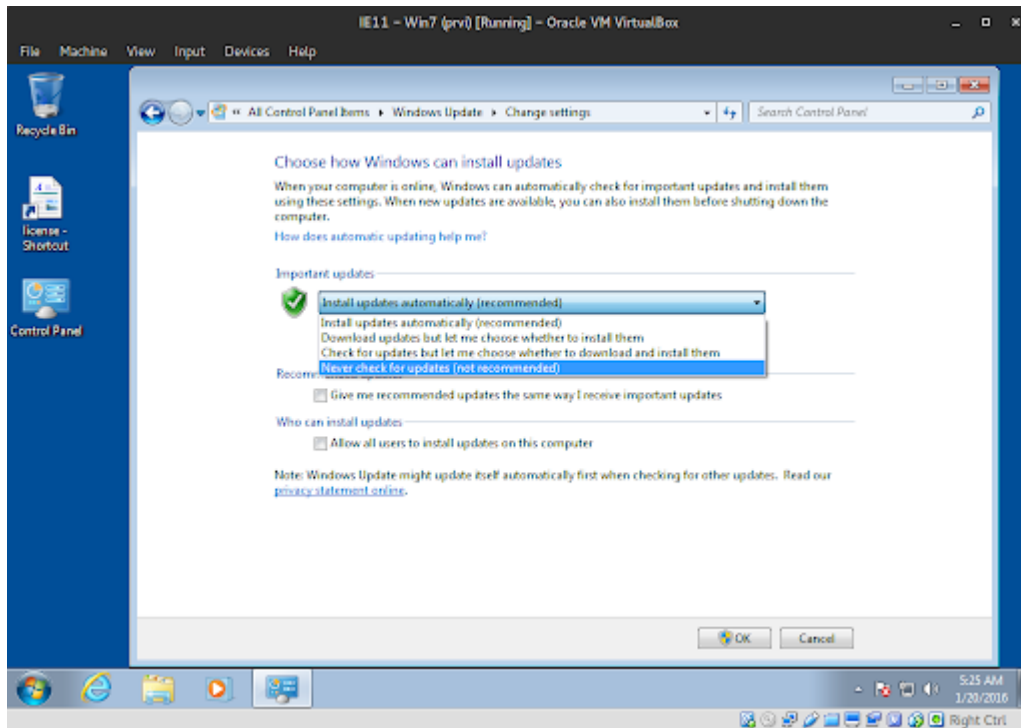 IE11 – Win7 (prvi) [Running] – Oracle VM VirtualBox
File Machine View Input Devices Help
Recycle Bin
license -
Shortcut
Control Panel
« All Control Panel Items ▸ Windows Update ▸ Change settings
Search Control Panel
Choose how Windows can install updates
When your computer is online, Windows can automatically check for important updates and install them
using these settings. When new updates are available, you can also install them before shutting down the
computer.
How does automatic updating help me?
Important updates
Install updates automatically (recommended)
Install updates automatically (recommended)
Download updates but let me choose whether to install them
Check for updates but let me choose whether to download and install them
Never check for updates (not recommended)
Give me recommended updates the same way I receive important updates
Who can install updates
Allow all users to install updates on this computer
Note: Windows Update might update itself automatically first when checking for other updates. Read our
privacy statement online.
OK Cancel
5:25 AM
1/20/2016
Right Ctrl